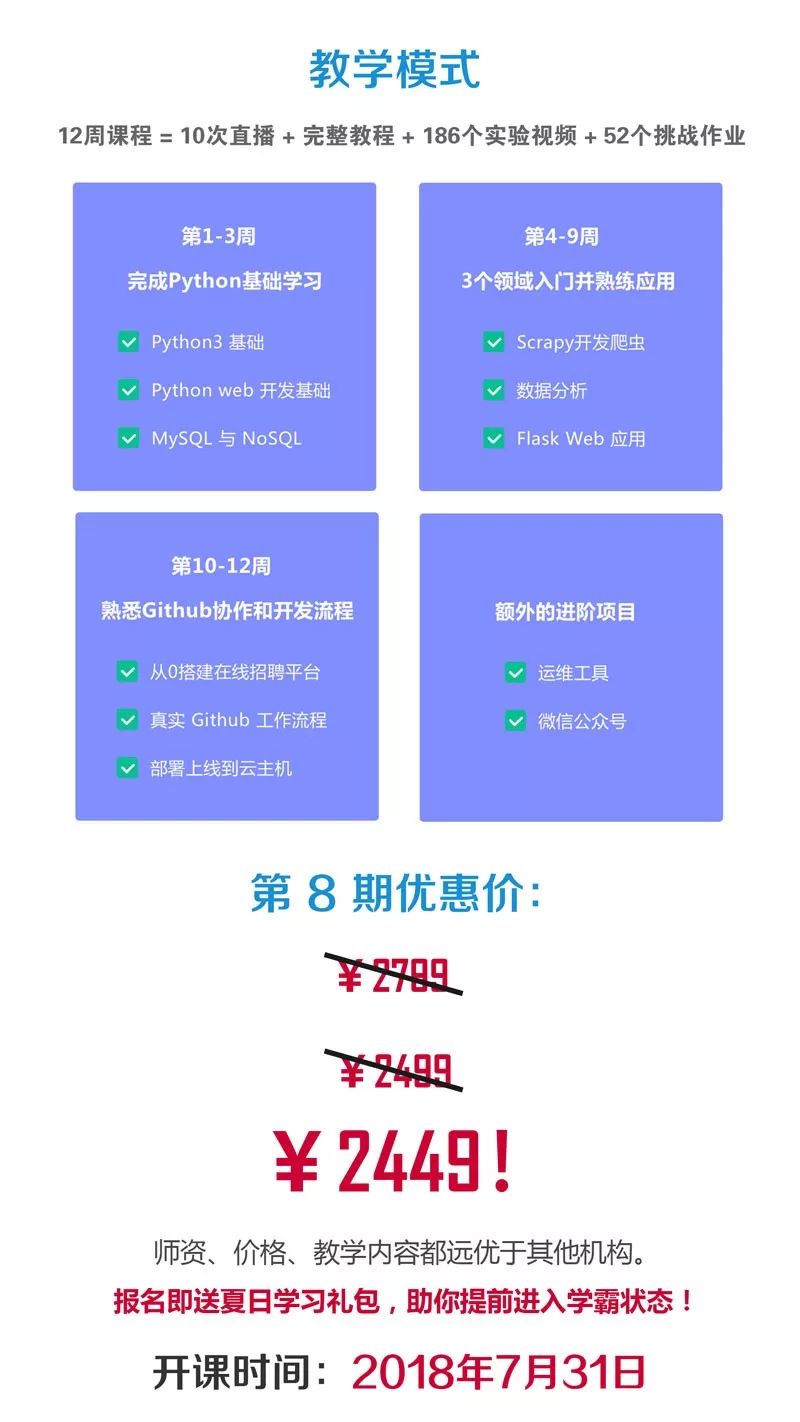 教学模式
12周课程 = 10次直播 + 完整教程 + 186个实验视频 + 52个挑战作业
第1-3周
完成Python基础学习
Python3 基础
Python web 开发基础
MySQL 与 NoSQL
第4-9周
3个领域入门并熟练应用
Scrapy开发爬虫
数据分析
Flask Web 应用
第10-12周
熟悉Github协作和开发流程
从0搭建在线招聘平台
真实 Github 工作流程
部署上线到云主机
额外的进阶项目
运维工具
微信公众号
第 8 期优惠价：
￥2789
￥2499
￥2449！
师资、价格、教学内容都远优于其他机构。
报名即送夏日学习礼包，助你提前进入学霸状态！
开课时间：2018年7月31日